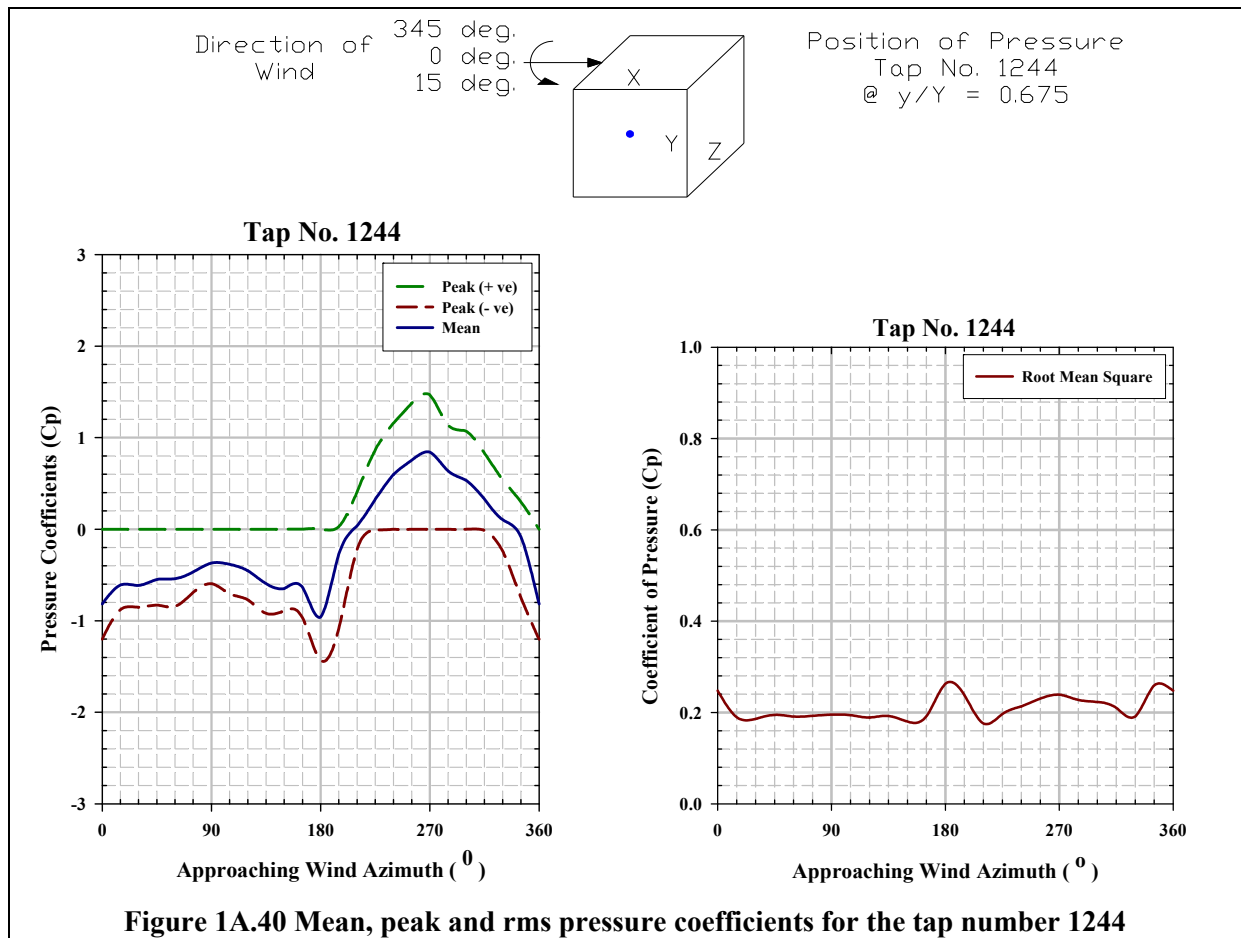 Direction of
Wind
345 deg.
0 deg.
15 deg.
X
Y
Z
Position of Pressure
Tap No. 1244
@ y/Y = 0.675
Tap No. 1244
Peak (+ ve)
Peak (- ve)
Mean
3
2
1
0
-1
-2
-3
Pressure Coefficients (Cp)
0
90
180
270
360
Approaching Wind Azimuth ( 0 )
Tap No. 1244
Root Mean Square
1.0
0.8
0.6
0.4
0.2
0.0
Coefficient of Pressure (Cp)
0
90
180
270
360
Approaching Wind Azimuth ( o )
Figure 1A.40 Mean, peak and rms pressure coefficients for the tap number 1244